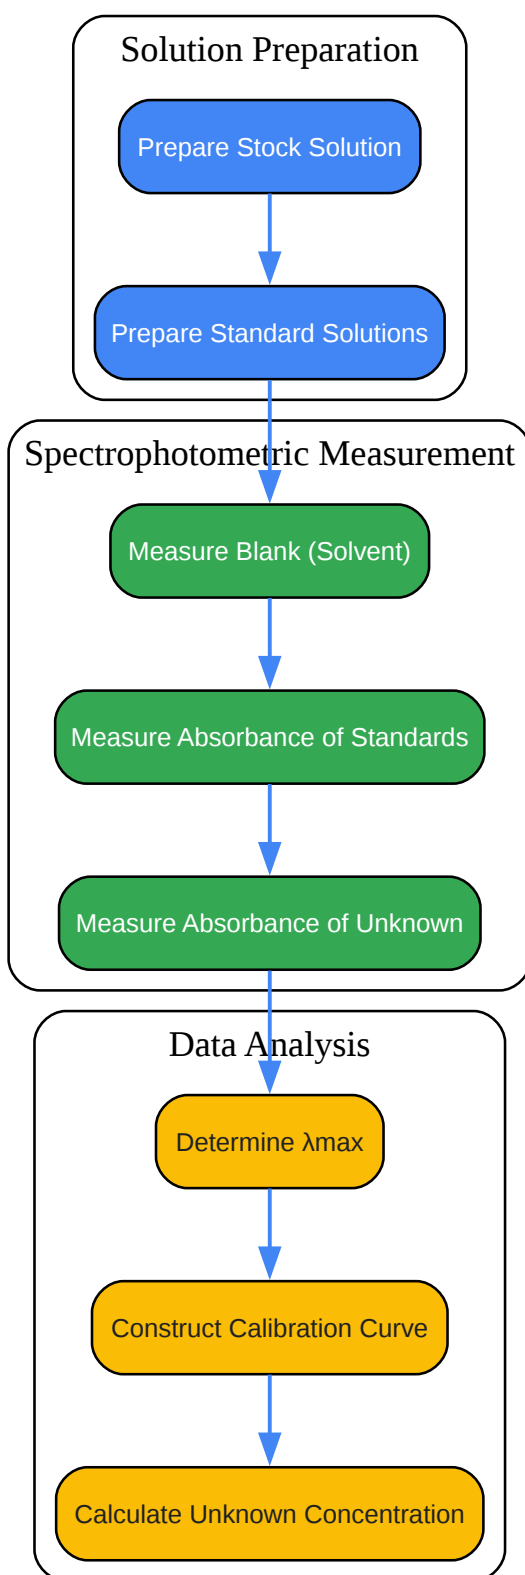 Solution Preparation
Prepare Stock Solution
Prepare Standard Solutions
Spectrophotometric Measurement
Measure Blank (Solvent)
Measure Absorbance of Standards
Measure Absorbance of Unknown
Data Analysis
Determine λmax
Construct Calibration Curve
Calculate Unknown Concentration